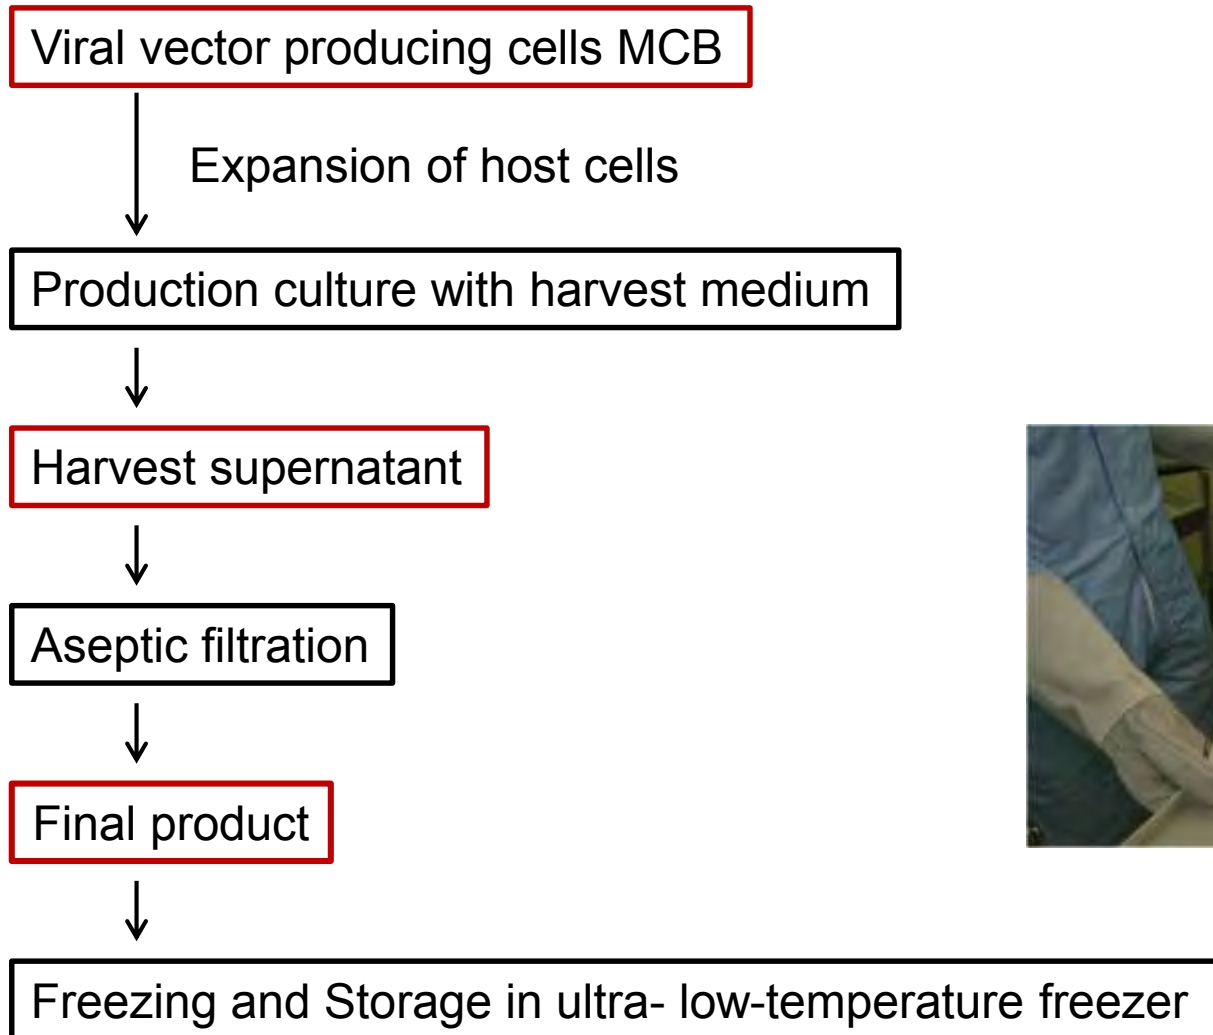 Viral vector producing cells MCB
Expansion of host cells
Production culture with harvest medium
Harvest supernatant
Aseptic filtration
Final product
Freezing and Storage in ultra- low-temperature freezer